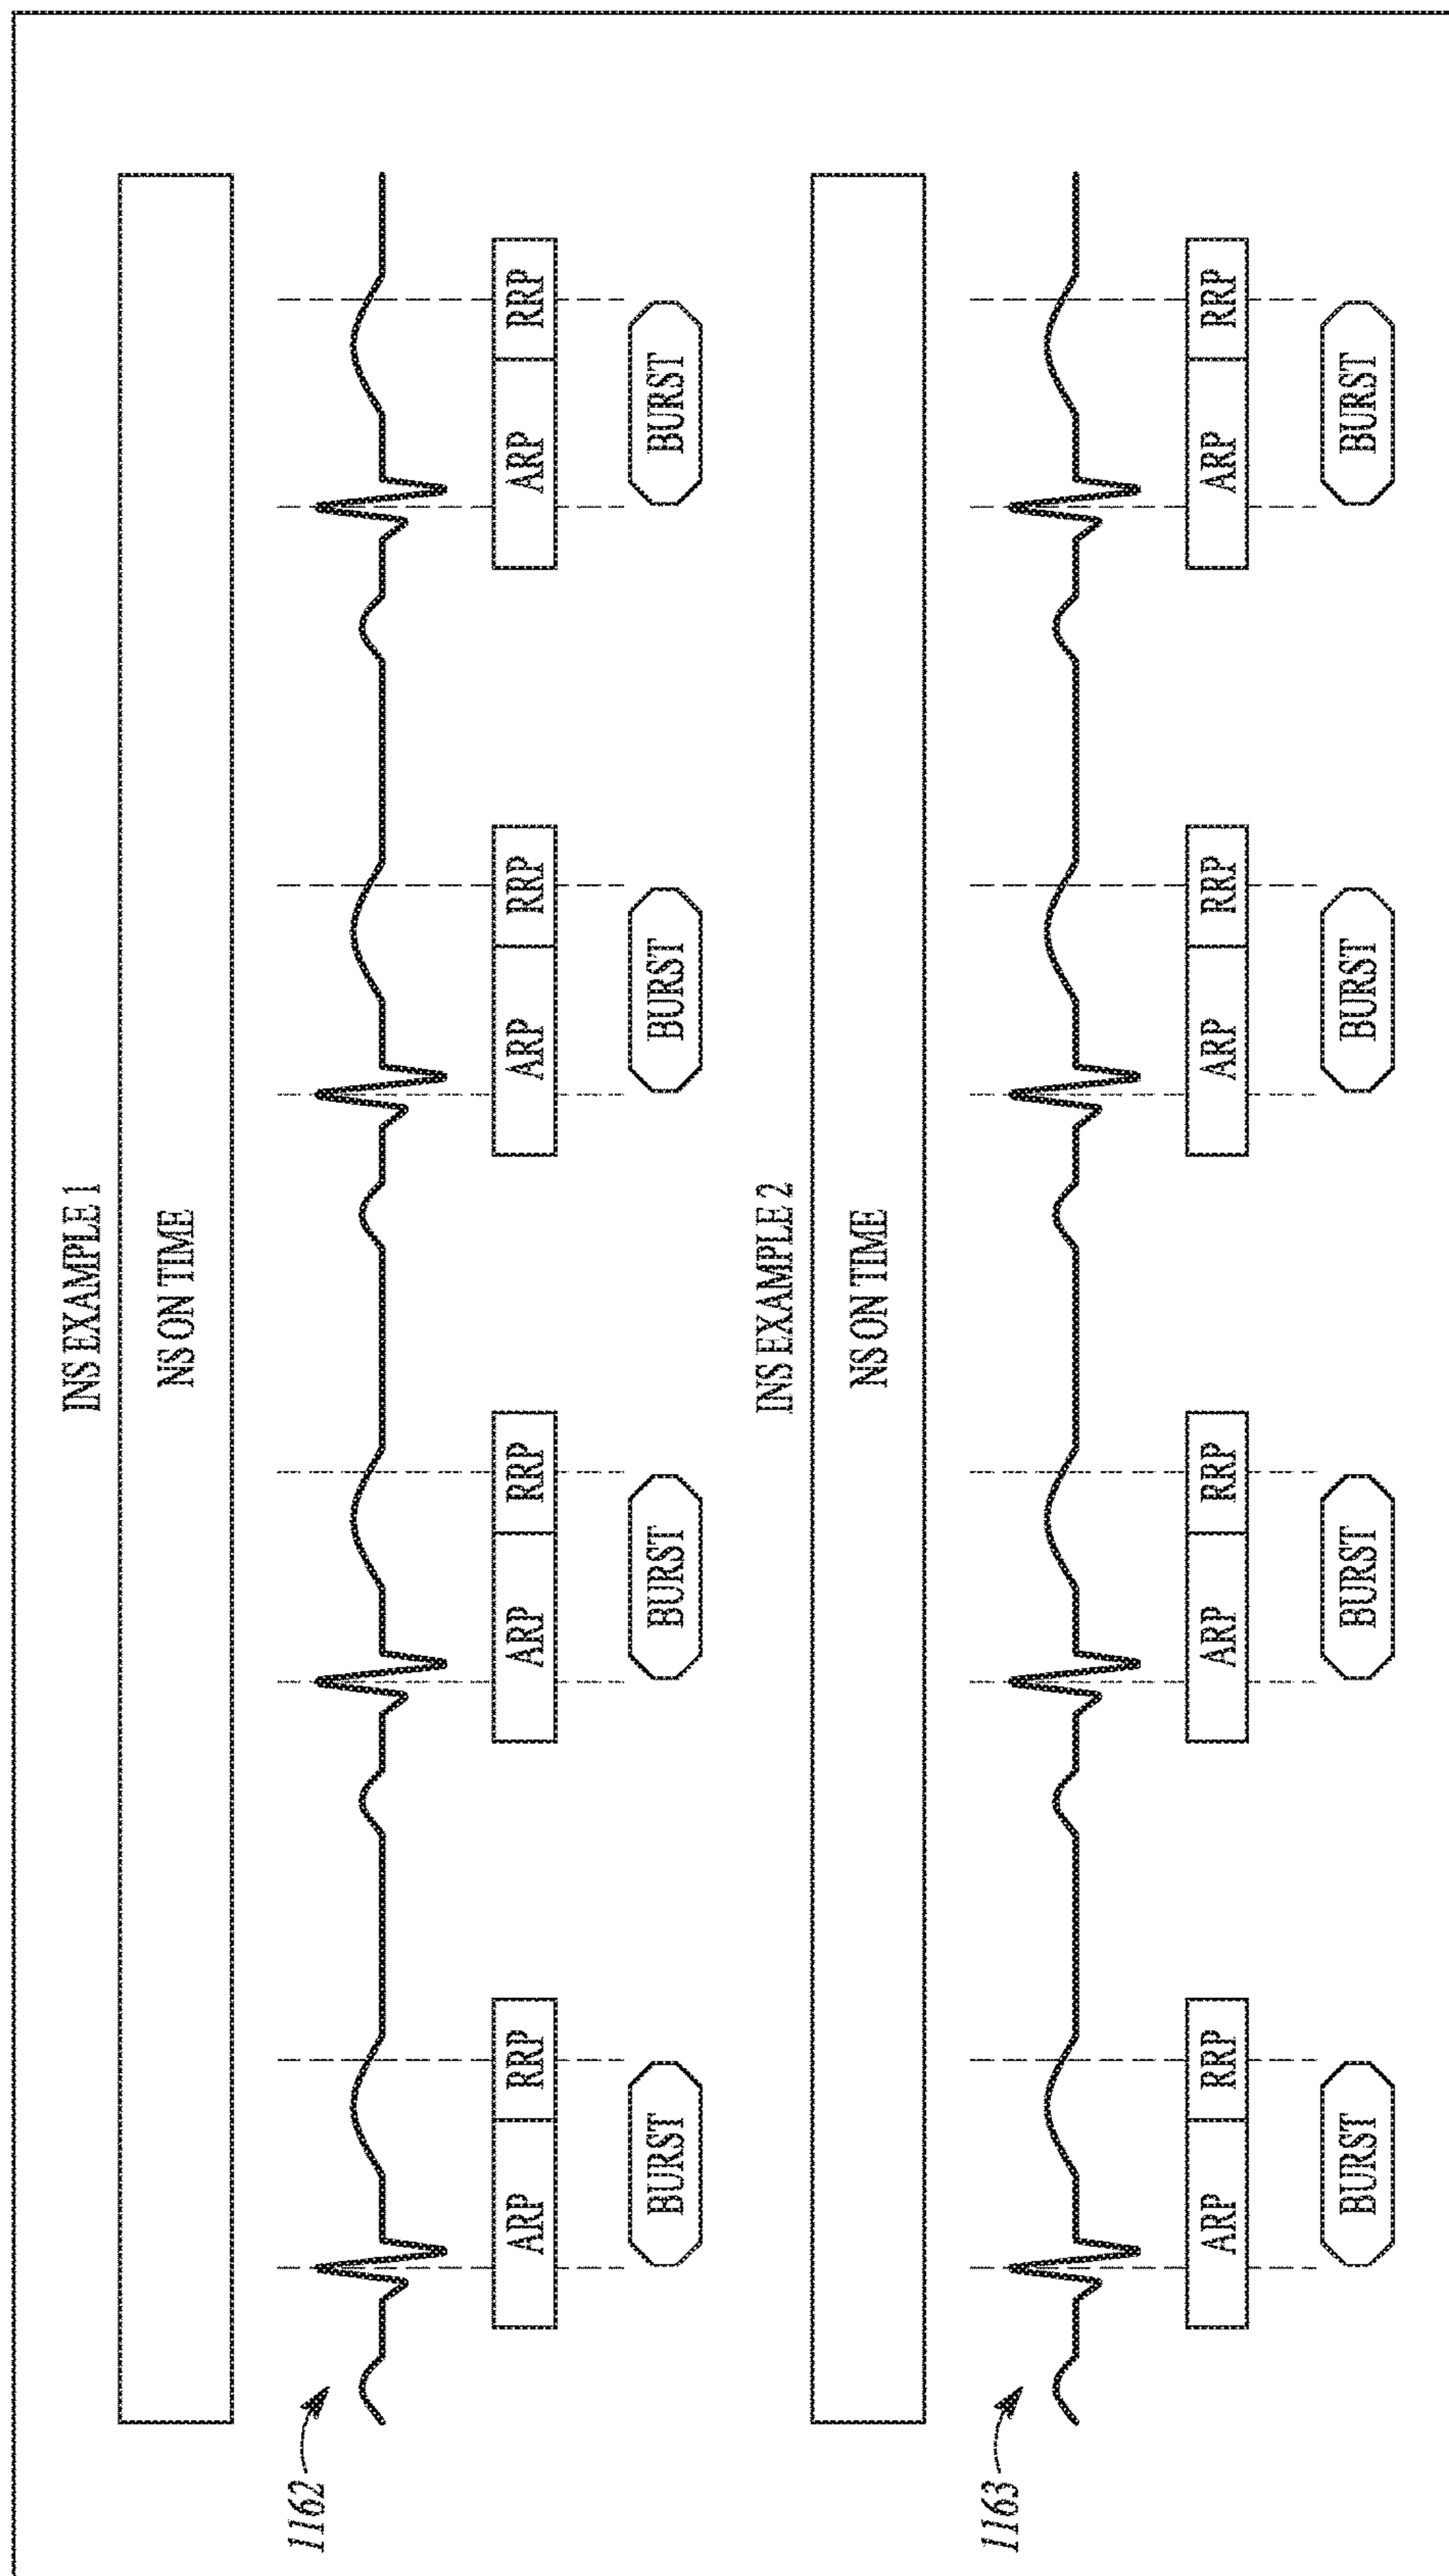 INS EXAMPLE 1
NS ON TIME
1162
ARP RRP ARP RRP ARP RRP ARP RRP
BURST BURST BURST BURST
INS EXAMPLE 2
NS ON TIME
1163
ARP RRP ARP RRP ARP RRP ARP RRP
BURST BURST BURST BURST